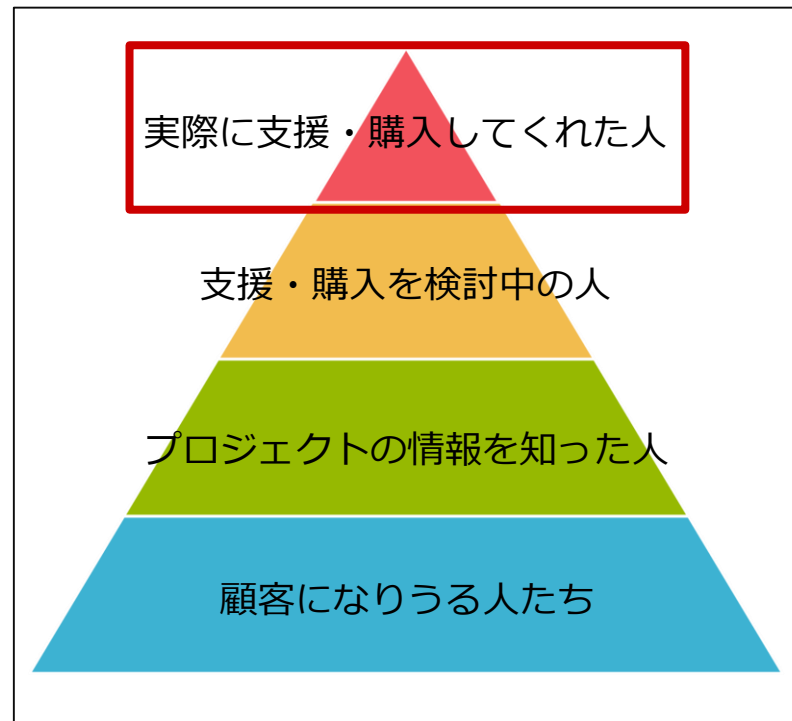 実際に支援・購入してくれた人
支援・購入を検討中の人
プロジェクトの情報を知った人
顧客になりうる人たち